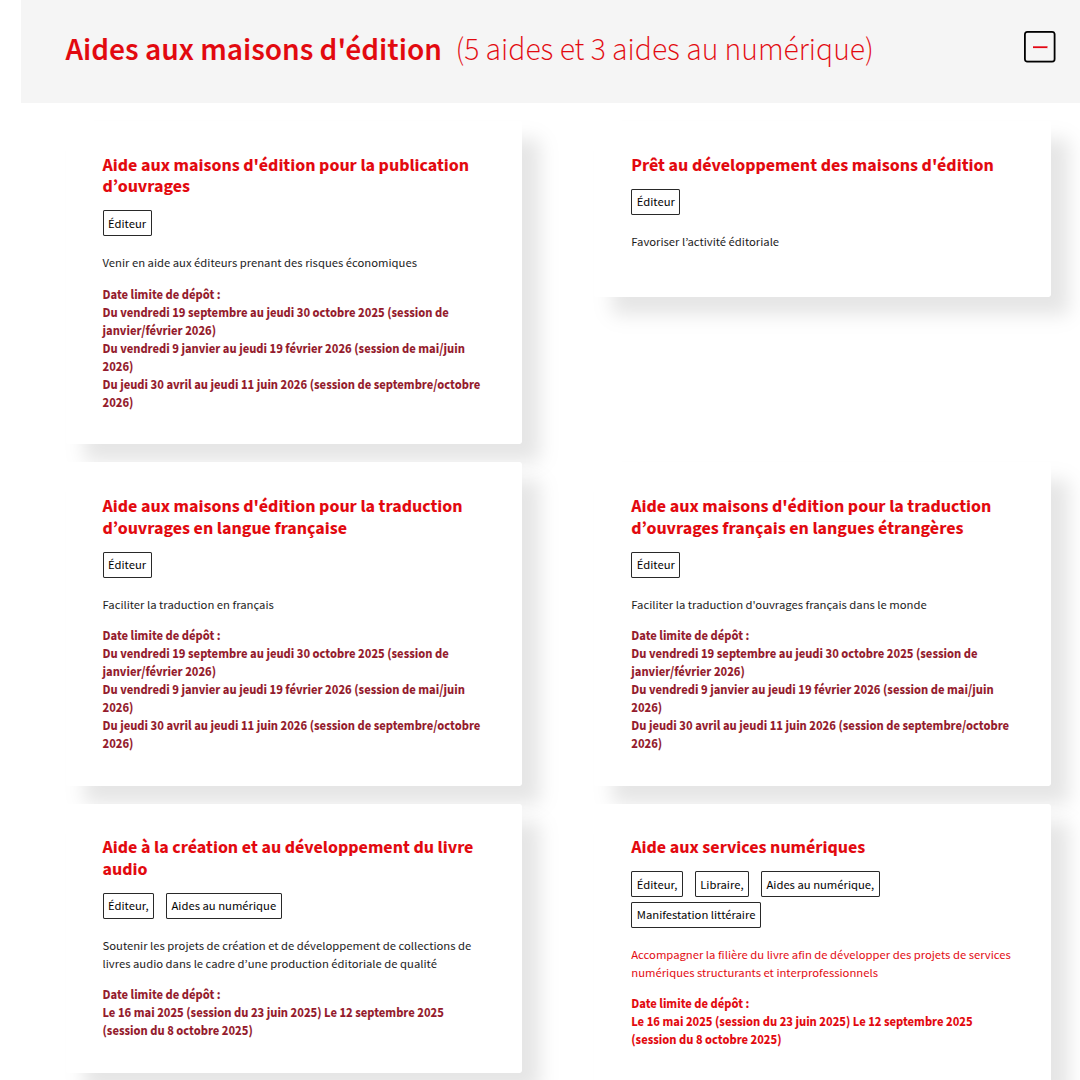 Aides aux maisons d'édition (5 aides et 3 aides au numérique)
Aide aux maisons d'édition pour la publication
d’ouvrages
Éditeur
Venir en aide aux éditeurs prenant des risques économiques
Date limite de dépôt :
Du vendredi 19 septembre au jeudi 30 octobre 2025 (session de
janvier/février 2026)
Du vendredi 9 janvier au jeudi 19 février 2026 (session de mai/juin
2026)
Du jeudi 30 avril au jeudi 11 juin 2026 (session de septembre/octobre
2026)
Prêt au développement des maisons d'édition
Éditeur
Favoriser l’activité éditoriale
Aide aux maisons d'édition pour la traduction
d’ouvrages en langue française
Éditeur
Faciliter la traduction en français
Date limite de dépôt :
Du vendredi 19 septembre au jeudi 30 octobre 2025 (session de
janvier/février 2026)
Du vendredi 9 janvier au jeudi 19 février 2026 (session de mai/juin
2026)
Du jeudi 30 avril au jeudi 11 juin 2026 (session de septembre/octobre
2026)
Aide aux maisons d'édition pour la traduction
d’ouvrages français en langues étrangères
Éditeur
Faciliter la traduction d'ouvrages français dans le monde
Date limite de dépôt :
Du vendredi 19 septembre au jeudi 30 octobre 2025 (session de
janvier/février 2026)
Du vendredi 9 janvier au jeudi 19 février 2026 (session de mai/juin
2026)
Du jeudi 30 avril au jeudi 11 juin 2026 (session de septembre/octobre
2026)
Aide à la création et au développement du livre
audio
Éditeur, Aides au numérique
Soutenir les projets de création et de développement de collections de
livres audio dans le cadre d’une production éditoriale de qualité
Date limite de dépôt :
Le 16 mai 2025 (session du 23 juin 2025) Le 12 septembre 2025
(session du 8 octobre 2025)
Aide aux services numériques
Éditeur, Libraire, Aides au numérique,
Manifestation littéraire
Accompagner la filière du livre afin de développer des projets de services
numériques structurants et interprofessionnels
Date limite de dépôt :
Le 16 mai 2025 (session du 23 juin 2025) Le 12 septembre 2025
(session du 8 octobre 2025)